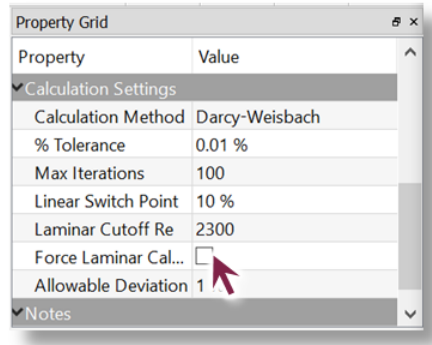 Property Grid
Property Value
Calculation Settings
Calculation Method Darcy-Weisbach
% Tolerance 0.01 %
Max Iterations 100
Linear Switch Point 10 %
Laminar Cutoff Re 2300
Force Laminar Cal...
Allowable Deviation 1
Notes